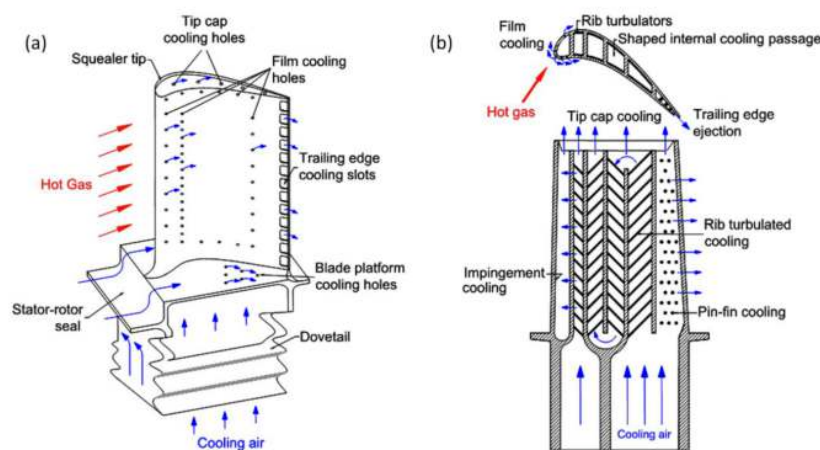 (a)
Tip cap
cooling holes
Squealer tip
Film cooling
holes
Hot Gas
Trailing edge
cooling slots
Blade platform
cooling holes
Stator-rotor
seal
Dovetail
Cooling air
(b)
Film
cooling
Rib turbulators
Shaped internal cooling passage
Hot gas
Tip cap cooling
Trailing edge
ejection
Rib turbulated
cooling
Impingement
cooling
Pin-fin cooling
Cooling air